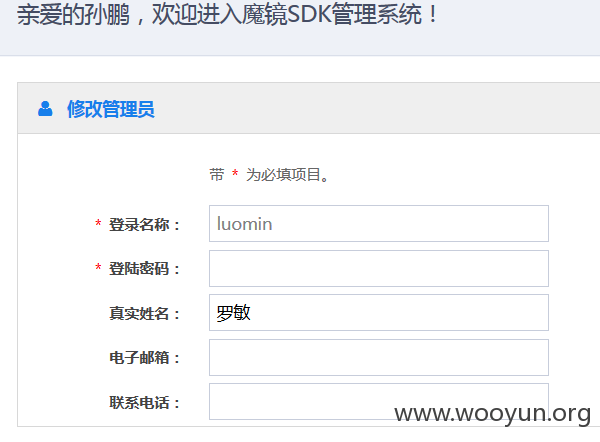 亲爱的孙鹏，欢迎进入魔镜SDK管理系统！
修改管理员
带 * 为必填项目。
* 登录名称： luomin
* 登陆密码：
真实姓名： 罗敏
电子邮箱：
联系电话：
www.wooyun.org